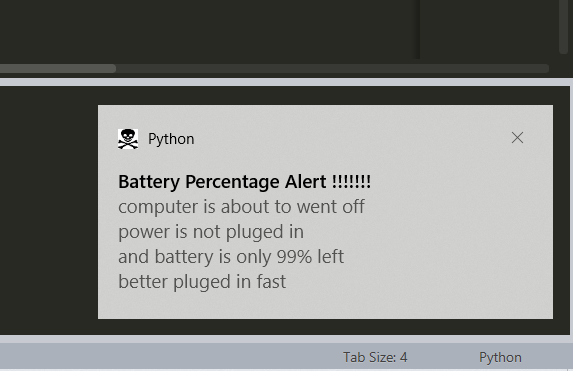 Python
Battery Percentage Alert !!!!!!!
computer is about to went off
power is not pluged in
and battery is only 99% left
better pluged in fast
Tab Size: 4
Python